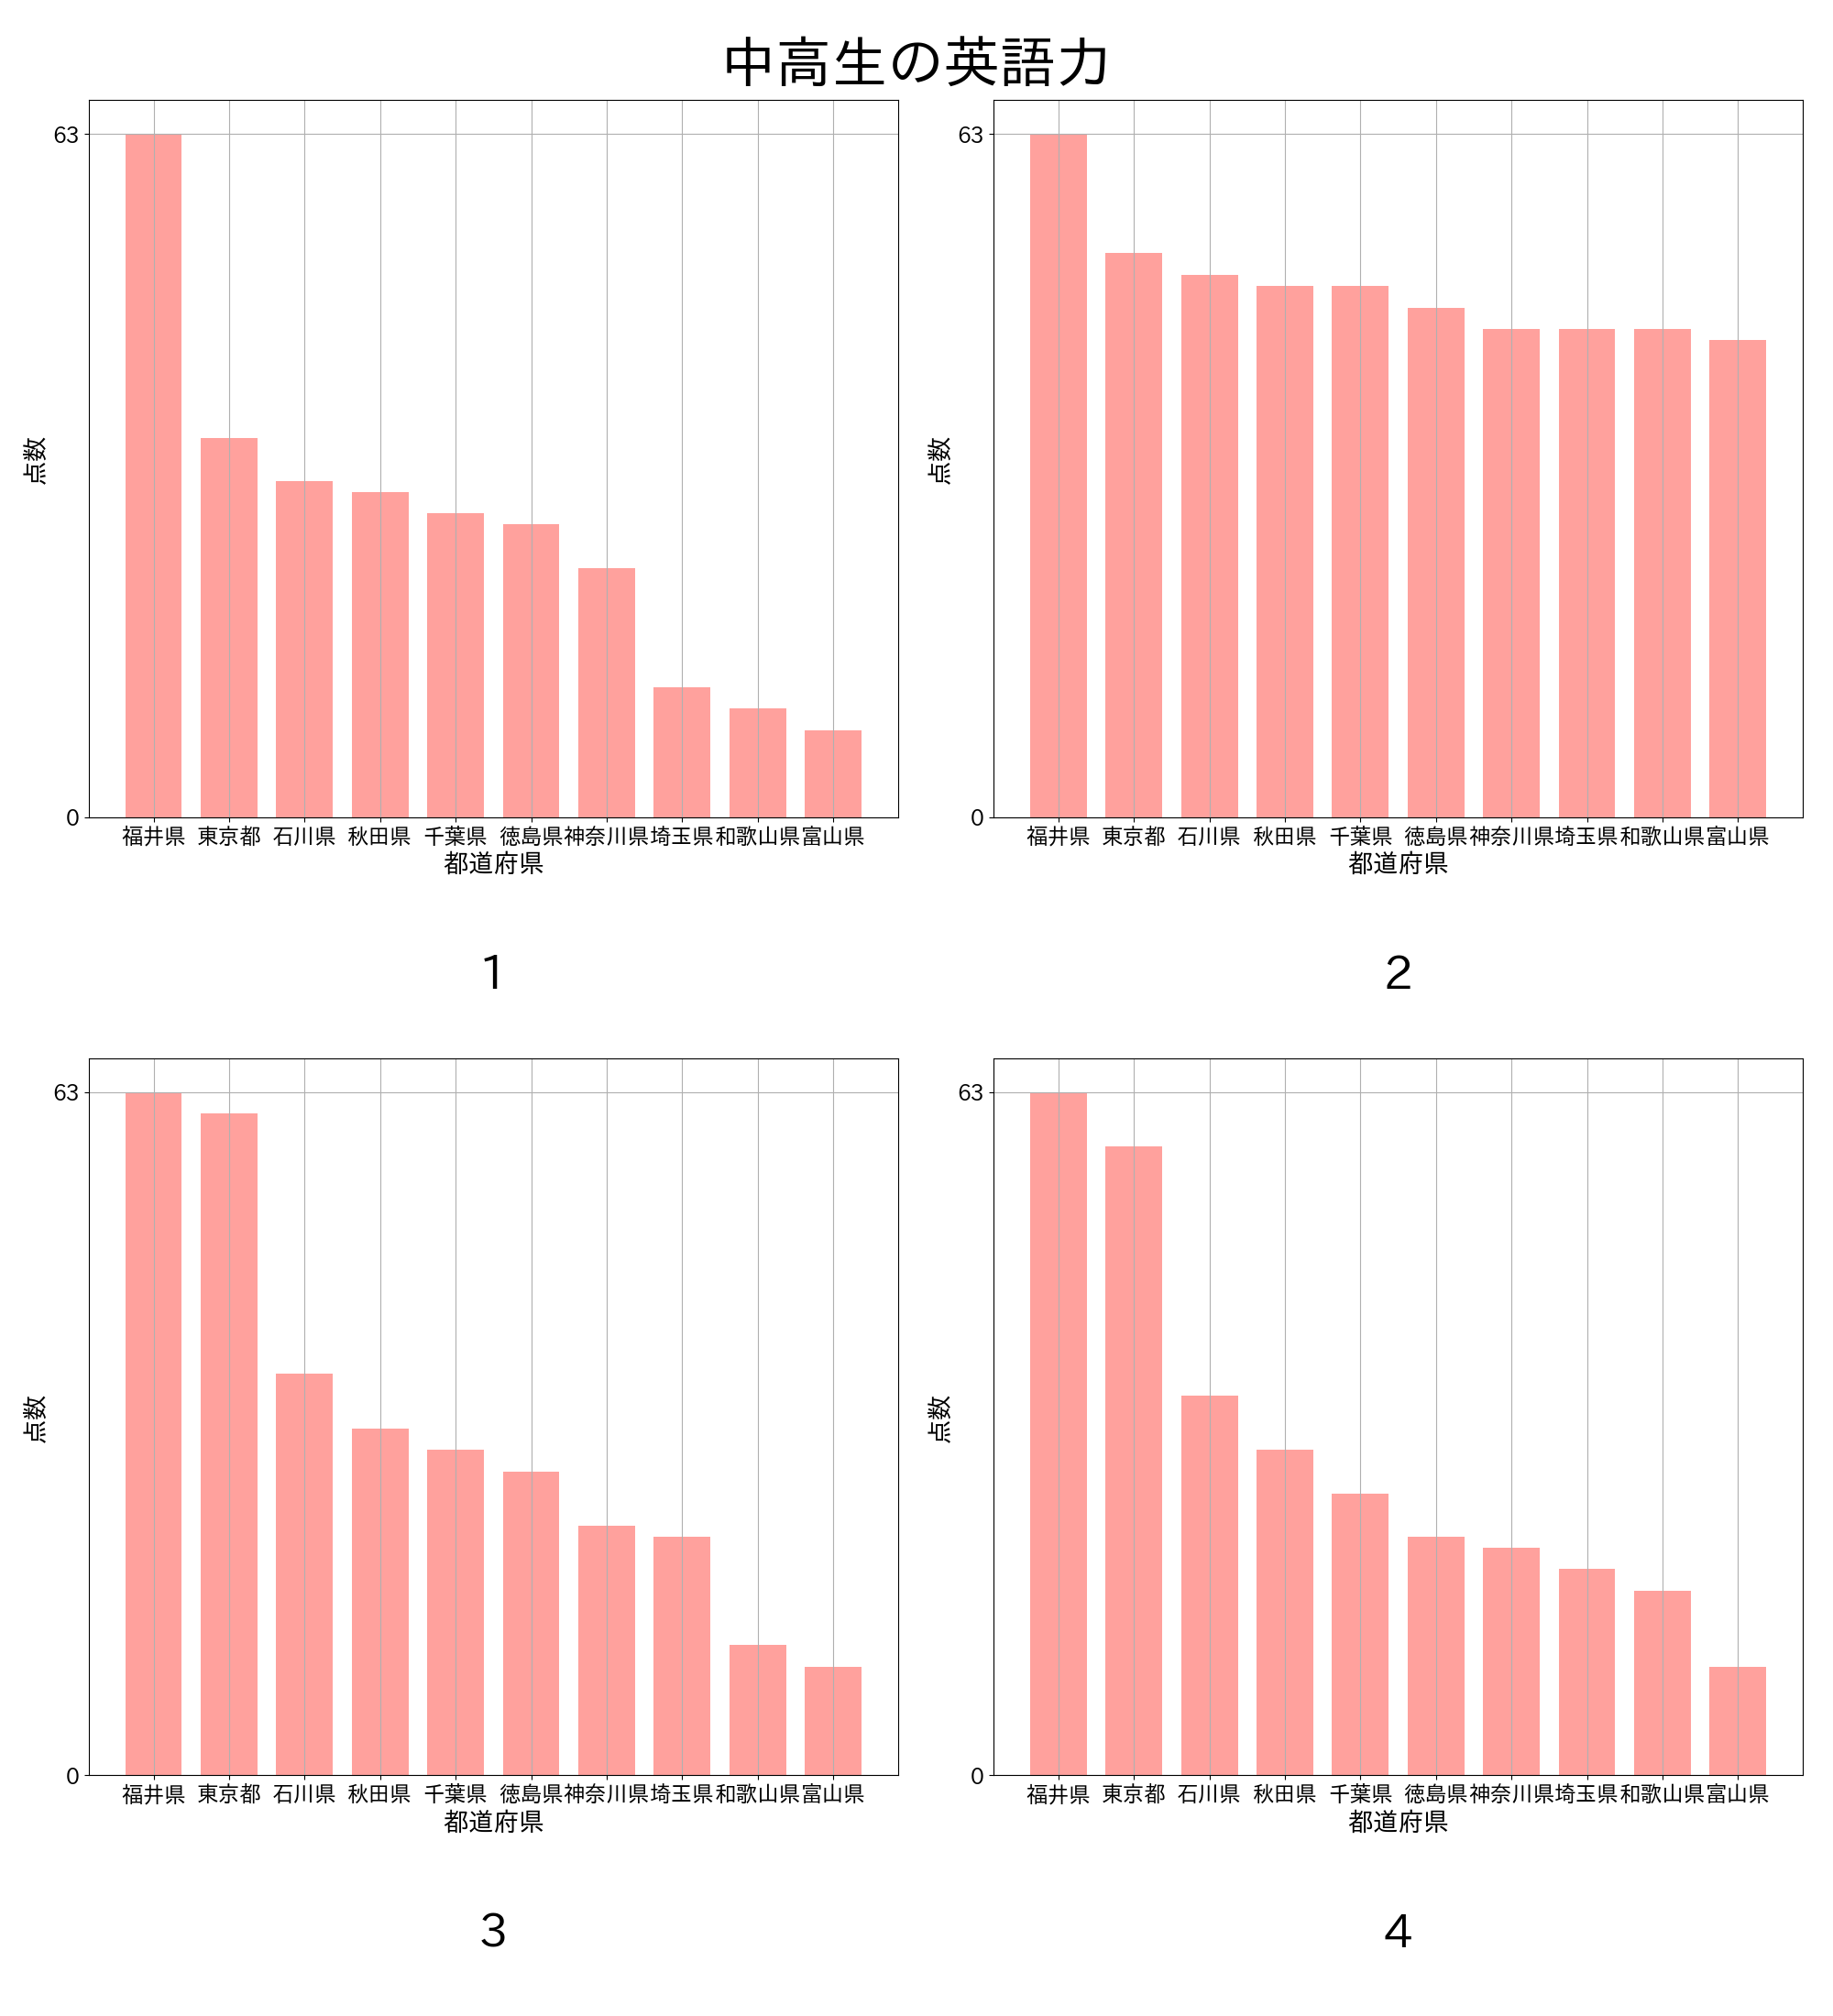 中高生の英語力
63
0
点数
福井県 東京都 石川県 秋田県 千葉県 徳島県 神奈川県 埼玉県 和歌山県 富山県
都道府県
1
63
0
点数
福井県 東京都 石川県 秋田県 千葉県 徳島県 神奈川県 埼玉県 和歌山県 富山県
都道府県
2
63
0
点数
福井県 東京都 石川県 秋田県 千葉県 徳島県 神奈川県 埼玉県 和歌山県 富山県
都道府県
3
63
0
点数
福井県 東京都 石川県 秋田県 千葉県 徳島県 神奈川県 埼玉県 和歌山県 富山県
都道府県
4